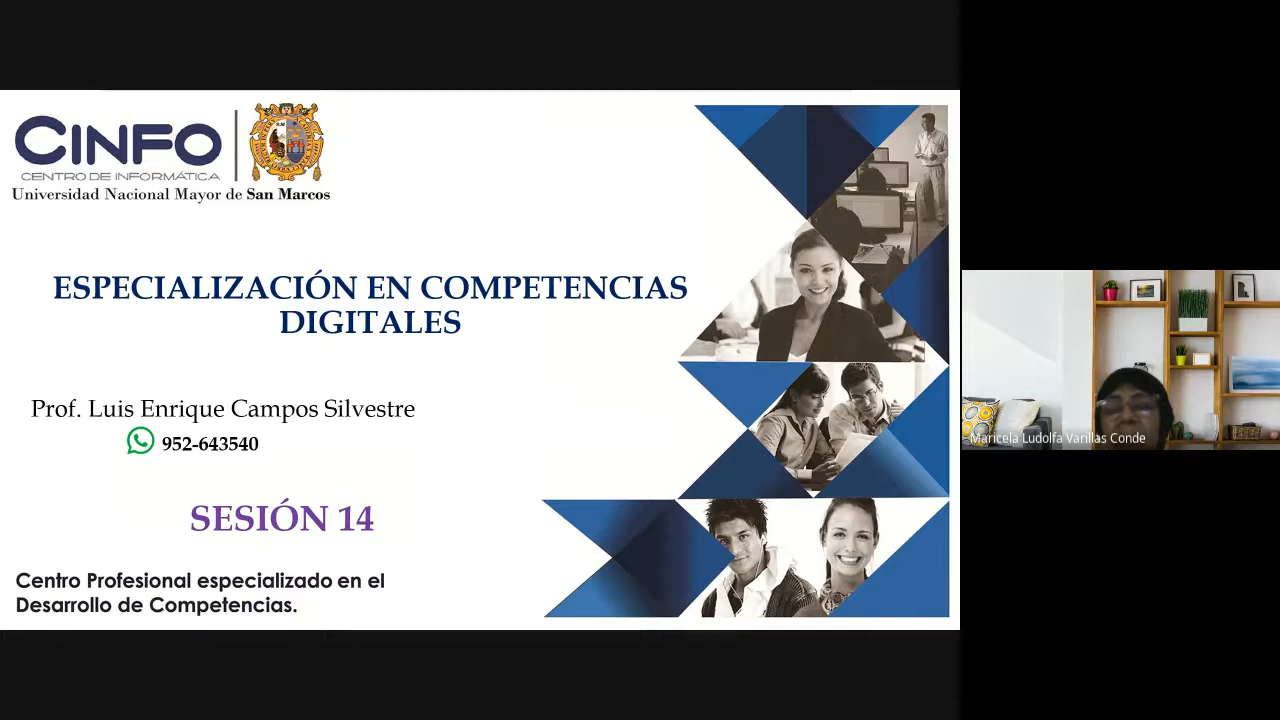 CINFO
CENTRO DE INFORMÁTICA
Universidad Nacional Mayor de San Marcos
ESPECIALIZACIÓN EN COMPETENCIAS
DIGITALES
Prof. Luis Enrique Campos Silvestre
952-643540
SESIÓN 14
Centro Profesional especializado en el
Desarrollo de Competencias.
Maricela Ludolfa Varillas Conde